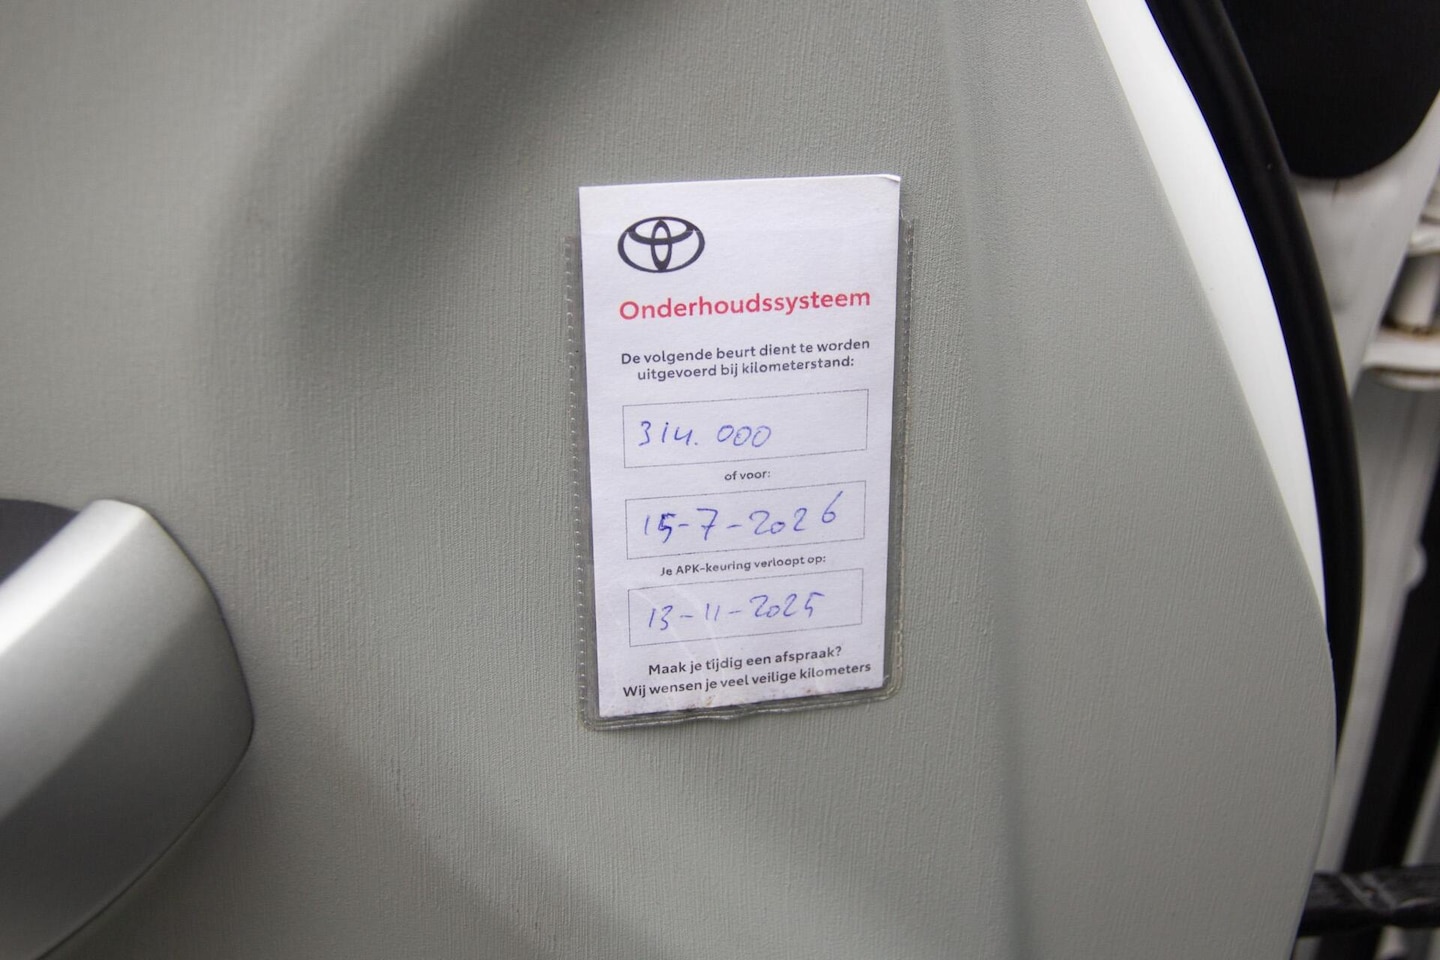 Onderhoudssysteem
De volgende beurt dient te worden
uitgevoerd bij kilometerstand:
314.000
of voor:
15-7-2026
Je APK-keuring verloopt op:
13-11-2025
Maak je tijdig een afspraak?
Wij wensen je veel veilige kilometers